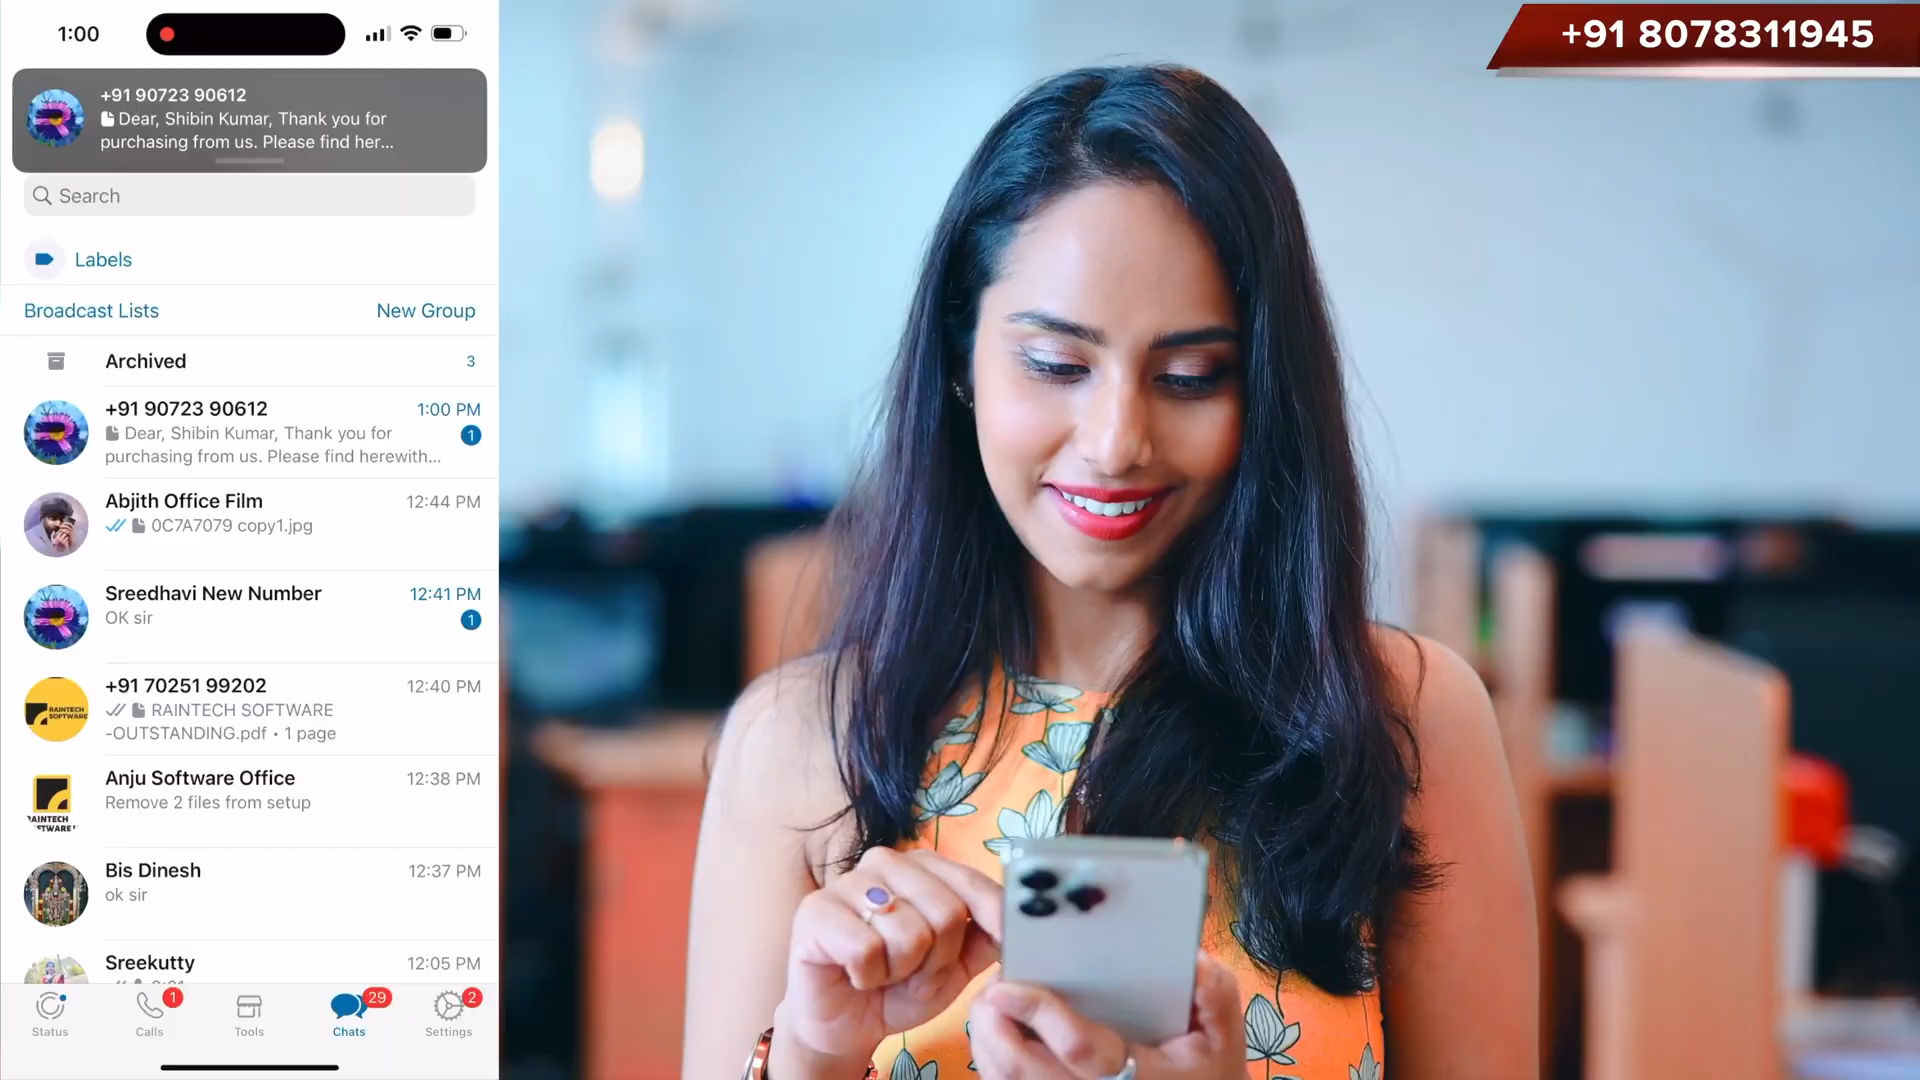 1:00
+91 90723 90612
Dear, Shibin Kumar, Thank you for
purchasing from us. Please find her...
Search
Labels
Broadcast Lists
New Group
Archived
3
+91 90723 90612
1:00 PM
Dear, Shibin Kumar, Thank you for
purchasing from us. Please find herewith...
1
Abjith Office Film
12:44 PM
0C7A7079 copy1.jpg
Sreedhavi New Number
12:41 PM
OK sir
1
+91 70251 99202
12:40 PM
RAINTECH SOFTWARE
-OUTSTANDING.pdf • 1 page
RAINTECH
SOFTWARE
Anju Software Office
12:38 PM
Remove 2 files from setup
Bis Dinesh
12:37 PM
ok sir
Sreekutty
12:05 PM
Status
Calls
1
Tools
Chats
29
Settings
2
+91 8078311945